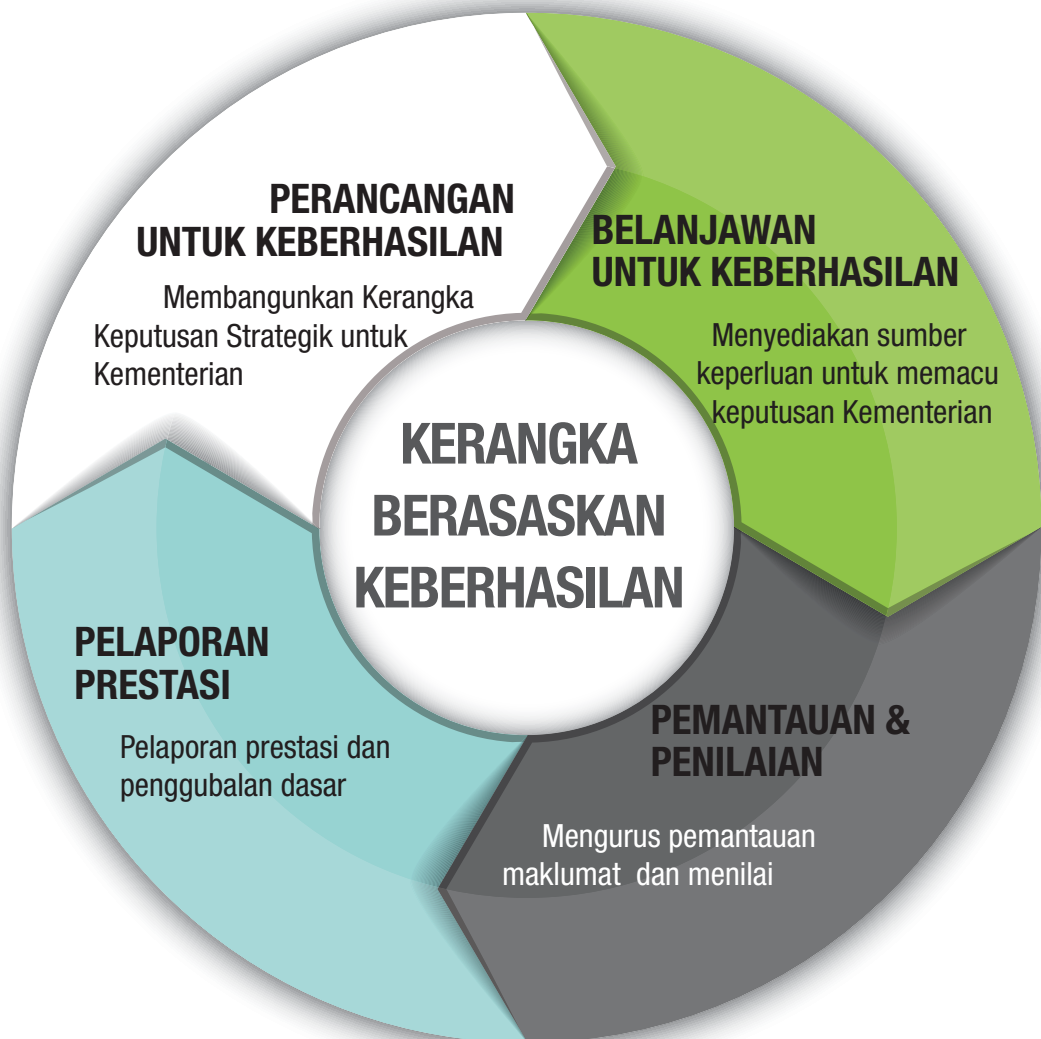 PERANCANGAN
UNTUK KEBERHASILAN
Membangunkan Kerangka
Keputusan Strategik untuk
Kementerian
BELANJAWAN
UNTUK KEBERHASILAN
Menyediakan sumber
keperluan untuk memacu
keputusan Kementerian
KERANGKA
BERASASKAN
KEBERHASILAN
PELAPORAN
PRESTASI
Pelaporan prestasi dan
penggubalan dasar
PEMANTAUAN &
PENILAIAN
Mengurus pemantauan
maklumat dan menilai